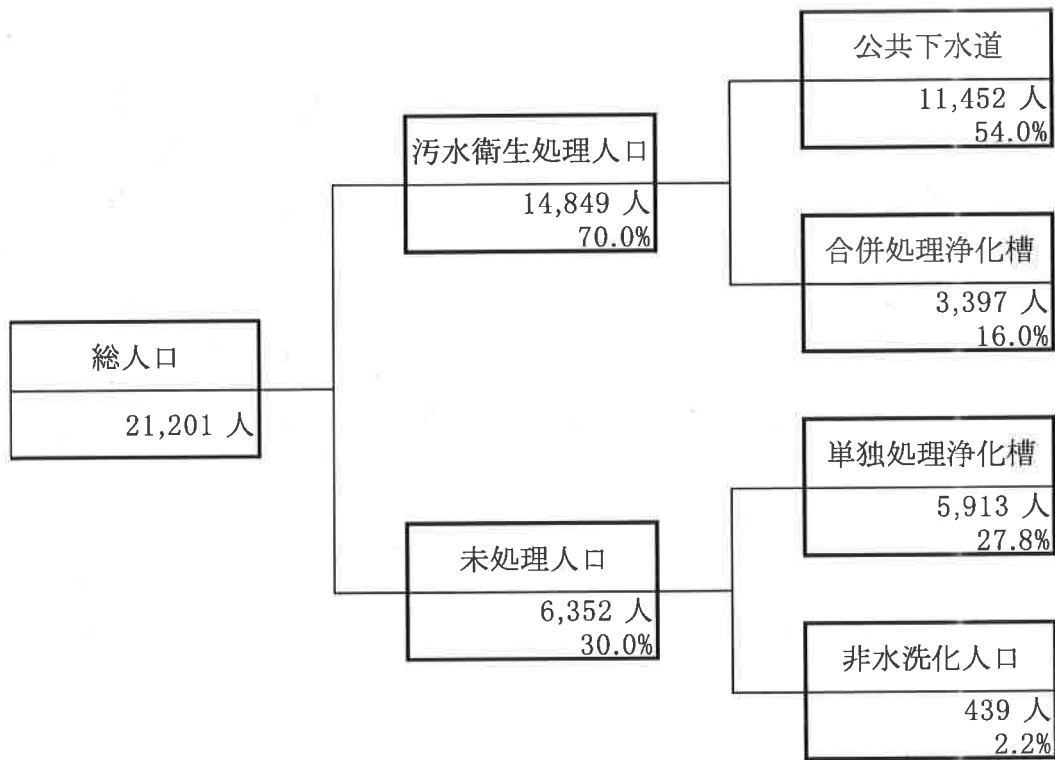 総人口
21,201 人
汚水衛生処理人口
14,849 人
70.0%
公共下水道
11,452 人
54.0%
合併処理浄化槽
3,397 人
16.0%
未処理人口
6,352 人
30.0%
単独処理浄化槽
5,913 人
27.8%
非水洗化人口
439 人
2.2%